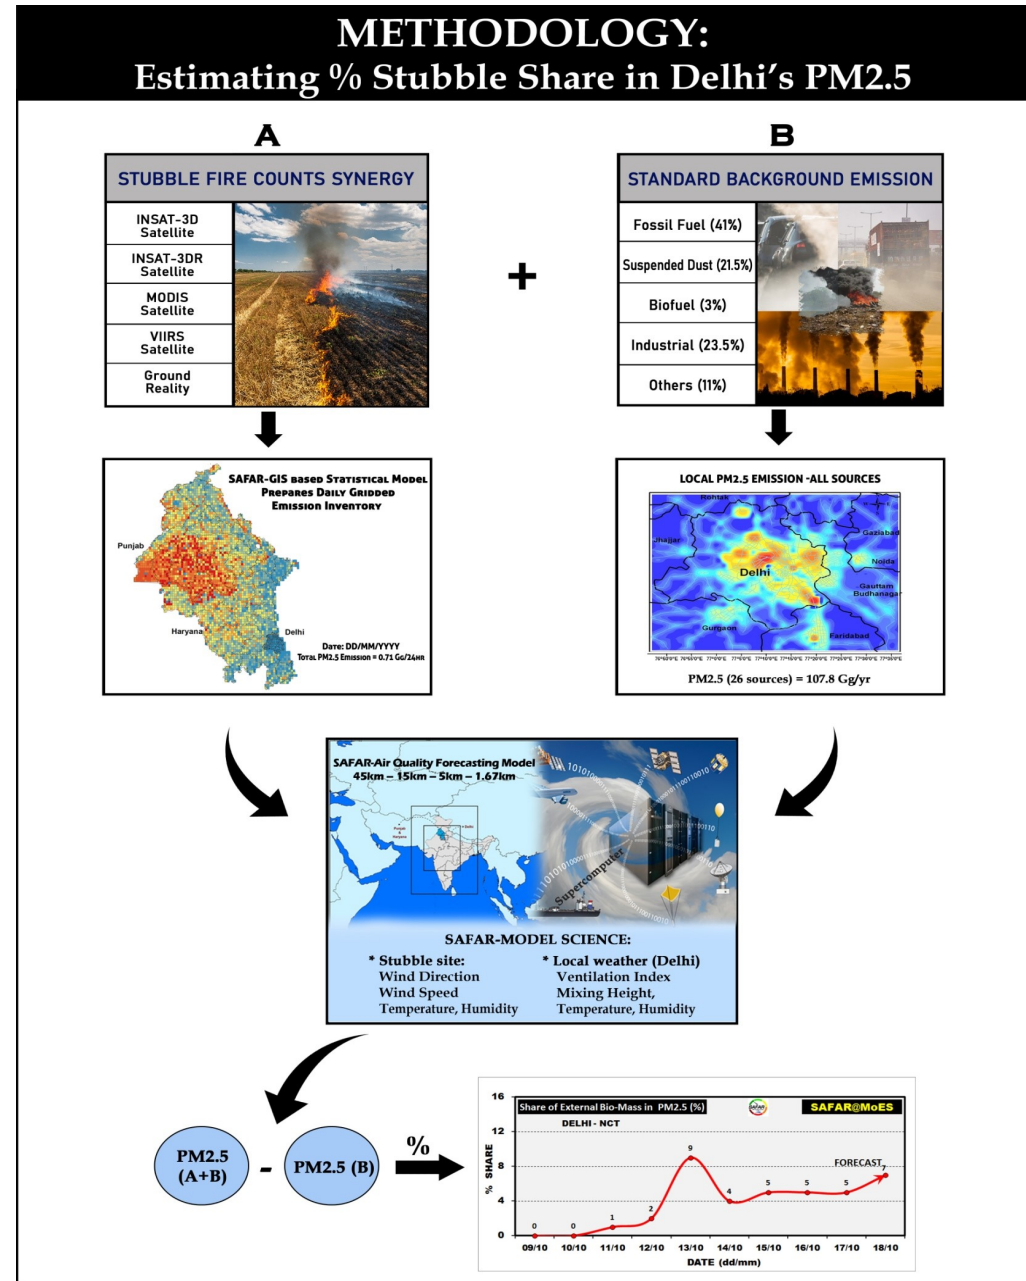 METHODOLOGY:
Estimating % Stubble Share in Delhi's PM2.5
A
STUBBLE FIRE COUNTS SYNERGY
INSAT-3D
Satellite
INSAT-3DR
Satellite
MODIS
Satellite
VIIRS
Satellite
Ground
Reality
+
B
STANDARD BACKGROUND EMISSION
Fossil Fuel (41%)
Suspended Dust (21.5%)
Biofuel (3%)
Industrial (23.5%)
Others (11%)
SAFAR-GIS BASED STATISTICAL MODEL
PREPARES DAILY GRIDDED
EMISSION INVENTORY
Punjab
Haryana
Delhi
DATE: DD/MM/YYYY
TOTAL PM2.5 EMISSION = 0.71 GG/24HR
LOCAL PM2.5 EMISSION -ALL SOURCES
Rohtak
Jhajjar
Ghaziabad
Delhi
Noida
Gauttam
Budhanagar
Gurgaon
Faridabad
PM2.5 (26 sources) = 107.8 Gg/yr
SAFAR-Air Quality Forecasting Model
45km – 15km – 5km – 1.67km
Punjab
&
Haryana
Delhi
Supercomputer
SAFAR-MODEL SCIENCE:
* Stubble site:
Wind Direction
Wind Speed
Temperature, Humidity
* Local weather (Delhi)
Ventilation Index
Mixing Height,
Temperature, Humidity
PM2.5
(A+B)
-
PM2.5 (B)
%
Share of External Bio-Mass in PM2.5 (%)
SAFAR
SAFAR@MoES
DELHI - NCT
FORECAST
% SHARE
16
12
8
4
0
0 0 1 2 9 4 5 5 5 7
09/10 10/10 11/10 12/10 13/10 14/10 15/10 16/10 17/10 18/10
DATE (dd/mm)